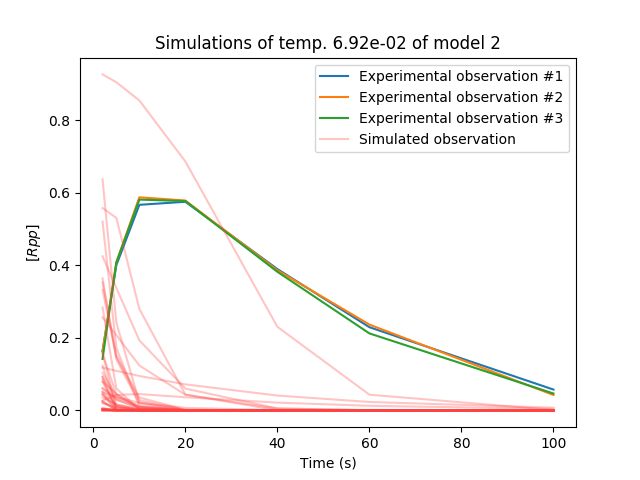 Simulations of temp. 6.92e-02 of model 2
Experimental observation #1
Experimental observation #2
Experimental observation #3
Simulated observation
[Rpp]
0.8
0.6
0.4
0.2
0.0
0 20 40 60 80 100
Time (s)